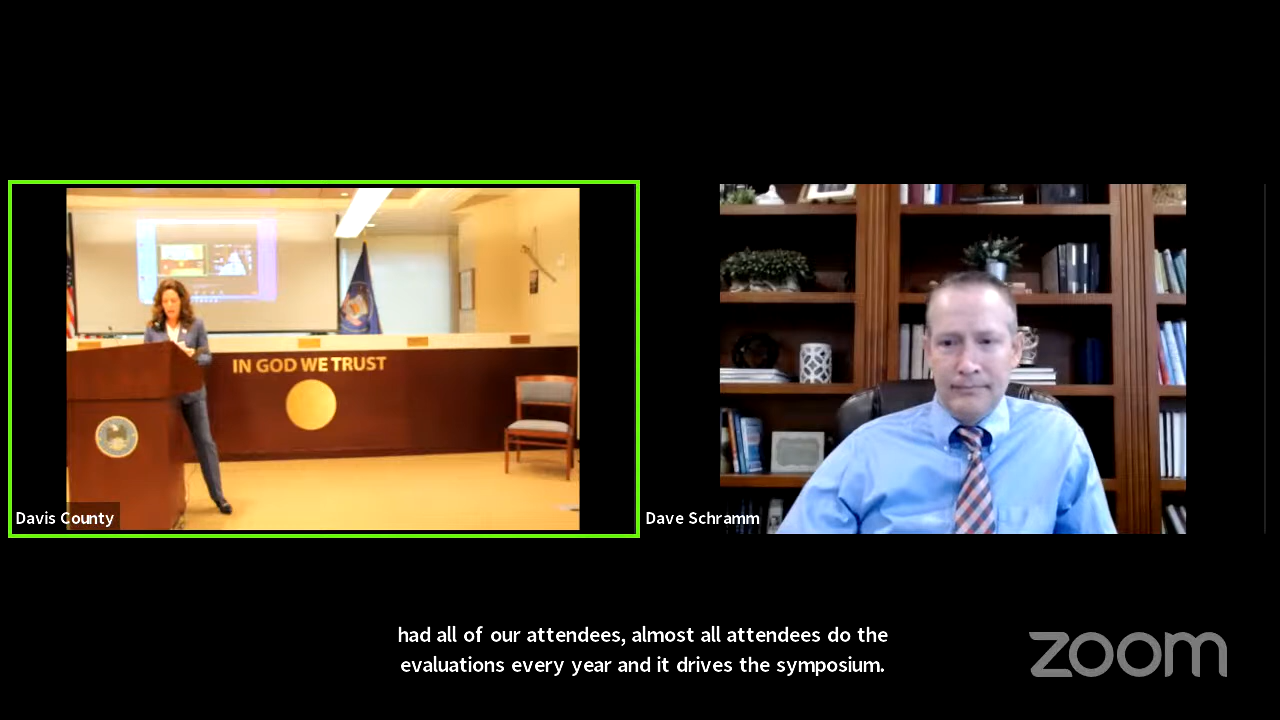 IN GOD WE TRUST
Davis County
Dave Schramm
had all of our attendees, almost all attendees do the
evaluations every year and it drives the symposium.
zoom